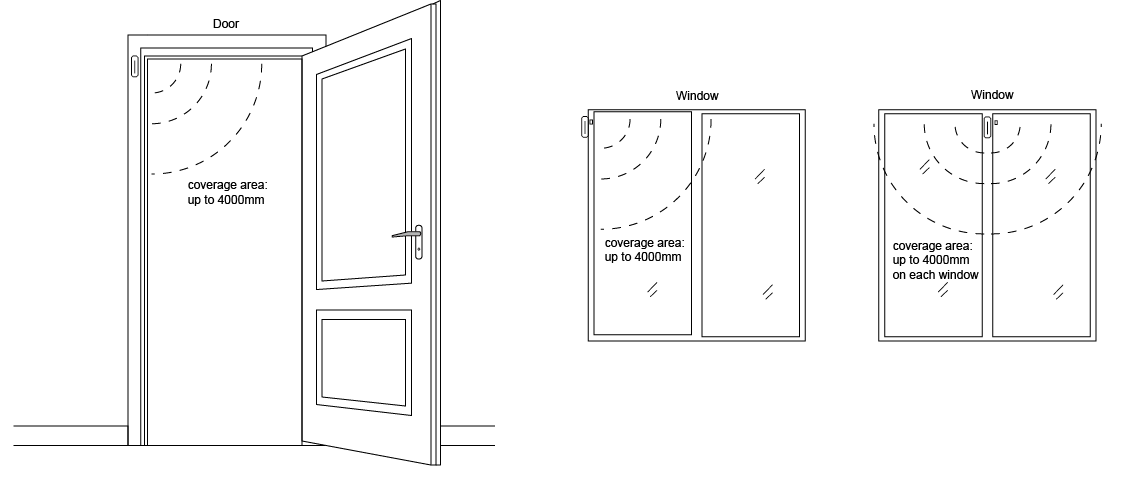 Door
coverage area:
up to 4000mm
Window
coverage area:
up to 4000mm
Window
coverage area:
up to 4000mm
on each window